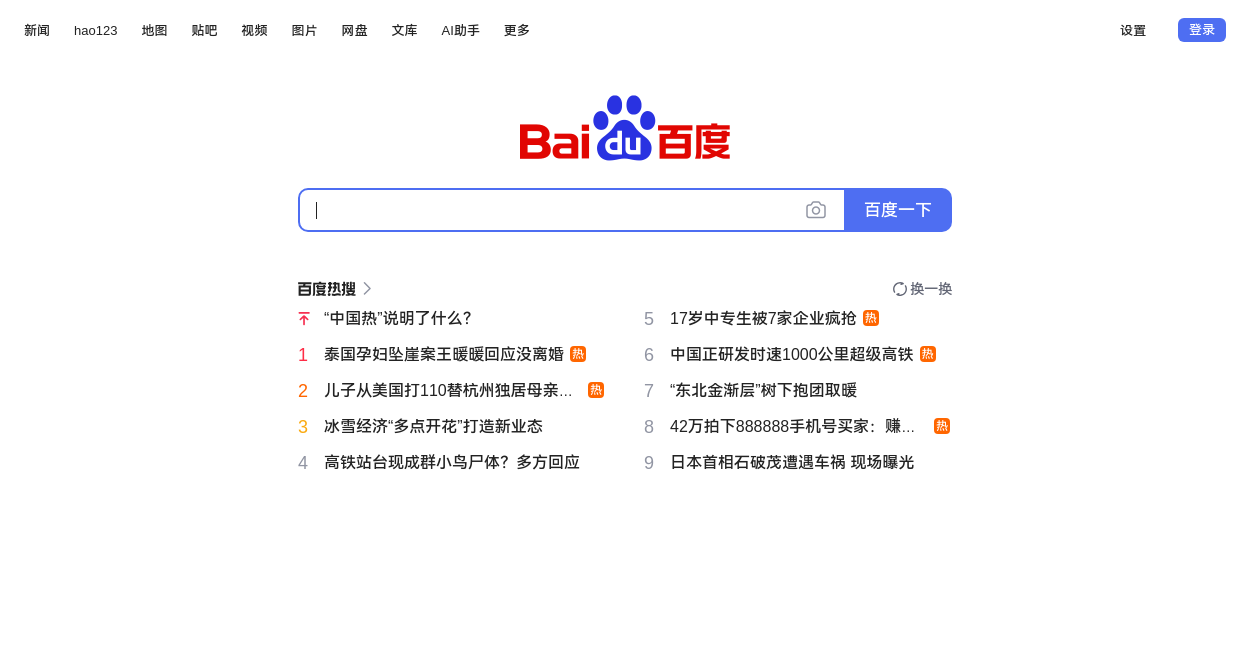 新闻 hao123 地图 贴吧 视频 图片 网盘 文库 AI助手 更多 设置 登录
Bai du 百度
百度一下
百度热搜 换一换
“中国热”说明了什么？
1 泰国孕妇坠崖案王暖暖回应没离婚 热
2 儿子从美国打110替杭州独居母亲... 热
3 冰雪经济“多点开花”打造新业态
4 高铁站台现成群小鸟尸体？多方回应
5 17岁中专生被7家企业疯抢 热
6 中国正研发时速1000公里超级高铁 热
7 “东北金渐层”树下抱团取暖
8 42万拍下888888手机号买家：赚... 热
9 日本首相石破茂遭遇车祸 现场曝光